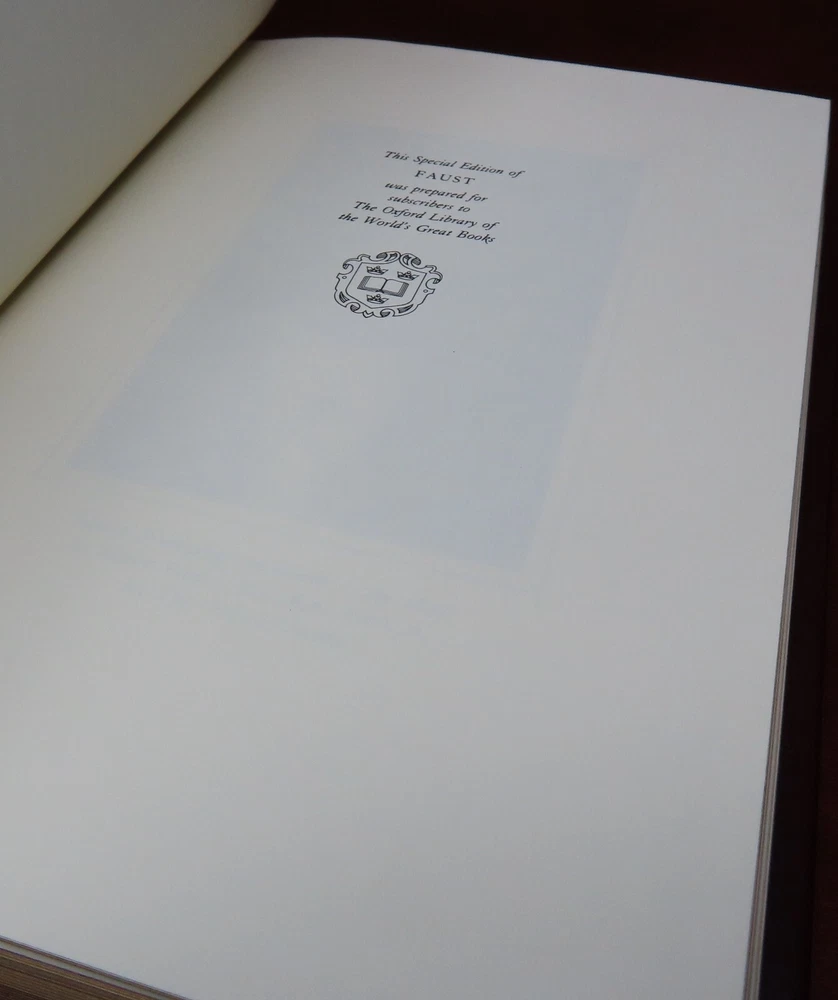 This Special Edition of
FAUST
was prepared for
subscribers to
The Oxford Library of
the World's Great Books